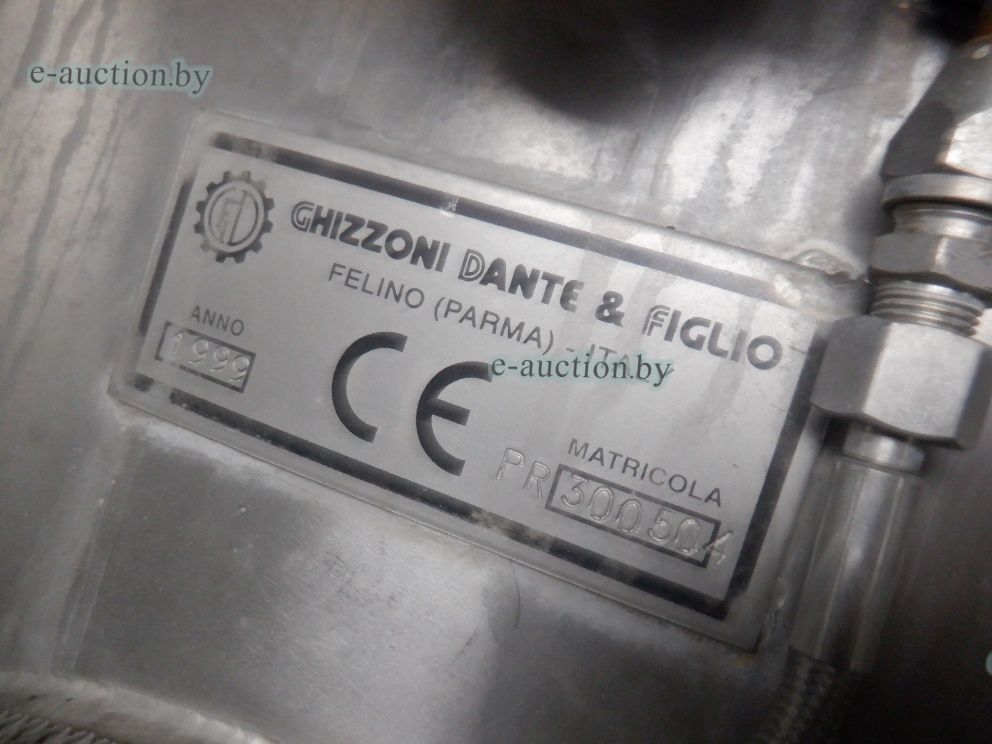 e-auction.by
GHIZZONI DANTE & FIGLIO
FELINO (PARMA) -
e-auction.by
ANNO
1999
CE
MATRICOLA
PR 300504